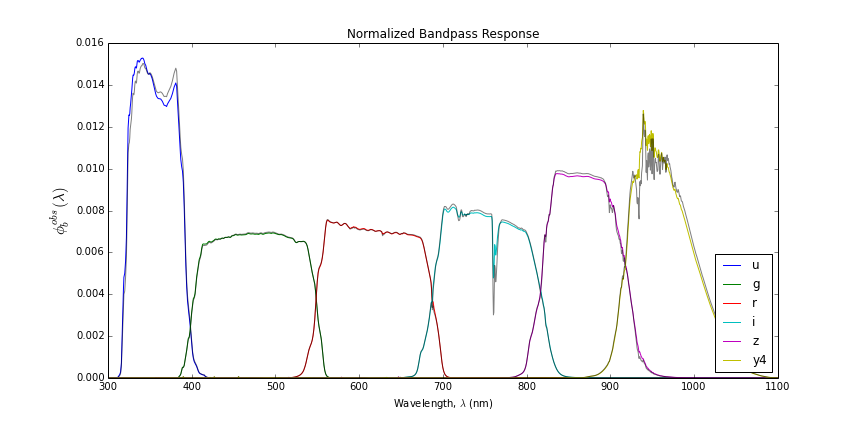 Normalized Bandpass Response
0.016
0.014
0.012
0.010
0.008
0.006
0.004
0.002
0.000
ϕ_b^obs (λ)
u
g
r
i
z
y4
300
400
500
600
700
800
900
1000
1100
Wavelength, λ (nm)